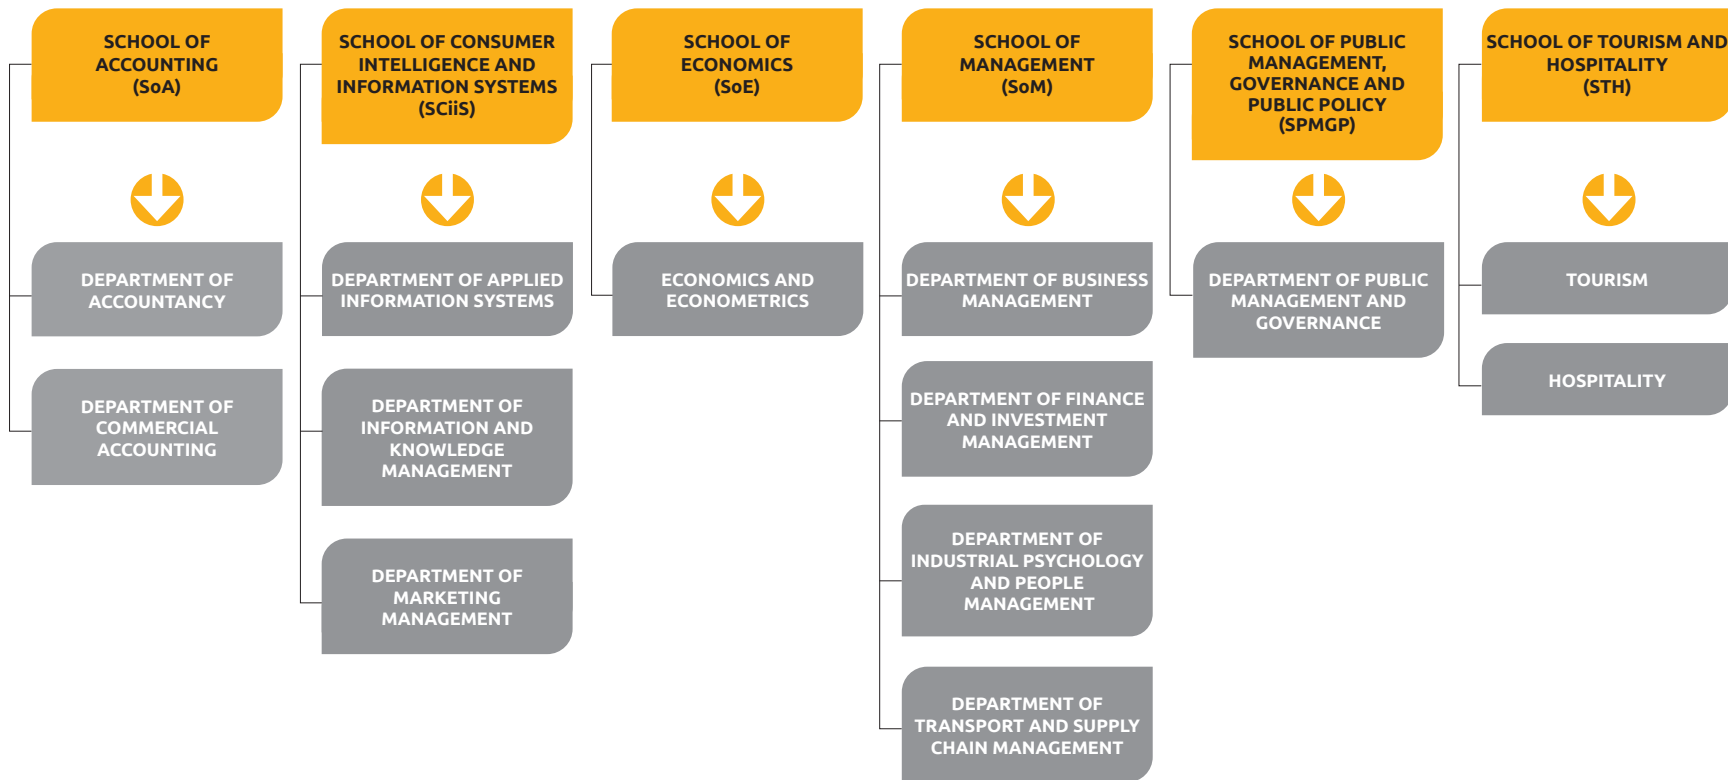 SCHOOL OF
ACCOUNTING
(SoA)
DEPARTMENT OF
ACCOUNTANCY
DEPARTMENT OF
COMMERCIAL
ACCOUNTING
SCHOOL OF CONSUMER
INTELLIGENCE AND
INFORMATION SYSTEMS
(SCiiS)
DEPARTMENT OF APPLIED
INFORMATION SYSTEMS
DEPARTMENT OF
INFORMATION AND
KNOWLEDGE
MANAGEMENT
DEPARTMENT OF
MARKETING
MANAGEMENT
SCHOOL OF
ECONOMICS
(SoE)
ECONOMICS AND
ECONOMETRICS
SCHOOL OF
MANAGEMENT
(SoM)
DEPARTMENT OF BUSINESS
MANAGEMENT
DEPARTMENT OF FINANCE
AND INVESTMENT
MANAGEMENT
DEPARTMENT OF
INDUSTRIAL PSYCHOLOGY
AND PEOPLE
MANAGEMENT
DEPARTMENT OF
TRANSPORT AND SUPPLY
CHAIN MANAGEMENT
SCHOOL OF PUBLIC
MANAGEMENT,
GOVERNANCE AND
PUBLIC POLICY
(SPMGP)
DEPARTMENT OF PUBLIC
MANAGEMENT AND
GOVERNANCE
SCHOOL OF TOURISM AND
HOSPITALITY
(STH)
TOURISM
HOSPITALITY